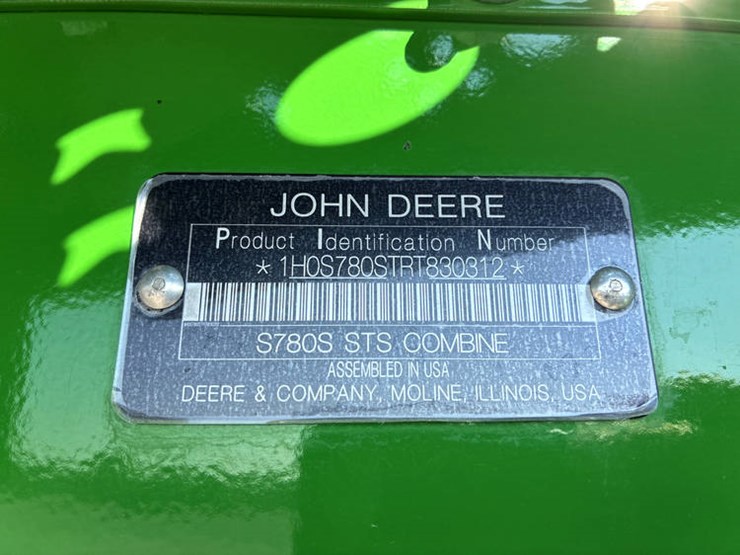 JOHN DEERE
Product Identification Number
* 1H0S780STRT830312 *
S780S STS COMBINE
ASSEMBLED IN USA
DEERE & COMPANY, MOLINE, ILLINOIS, USA